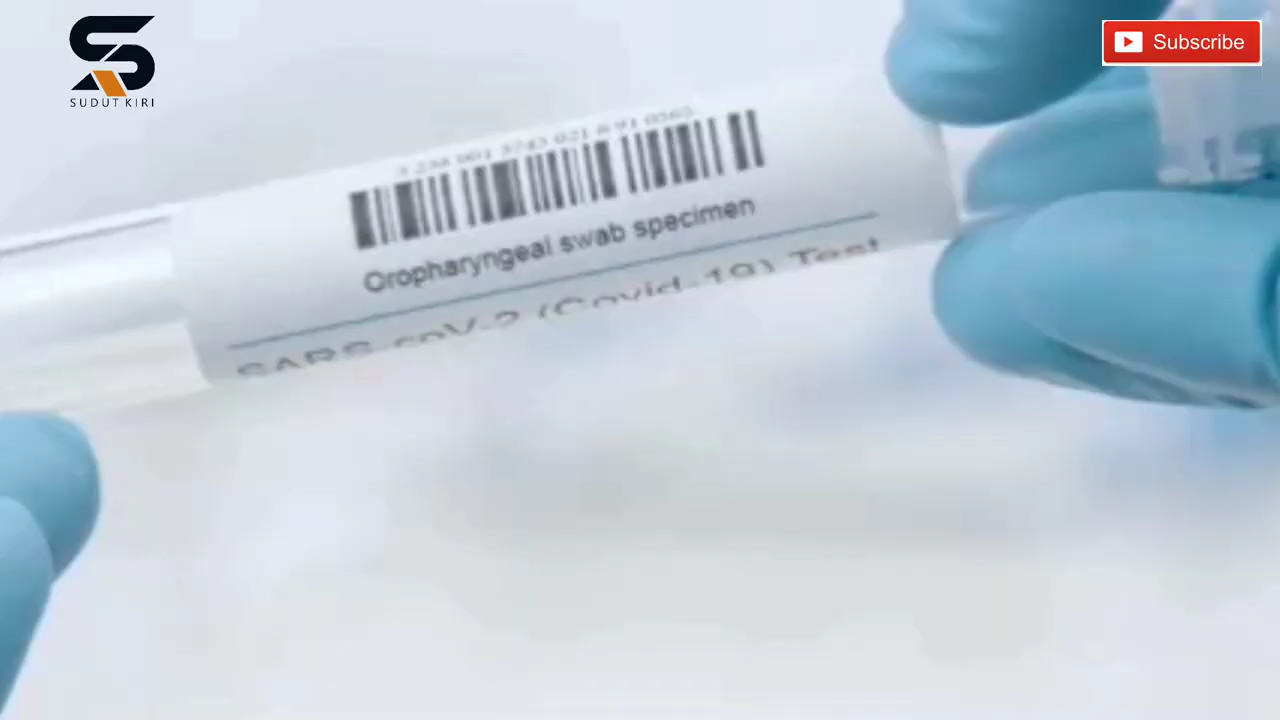 SUDUT KIRI
Subscribe
Oropharyngeal swab specimen
SARS-coV-2 (Covid-19) Test